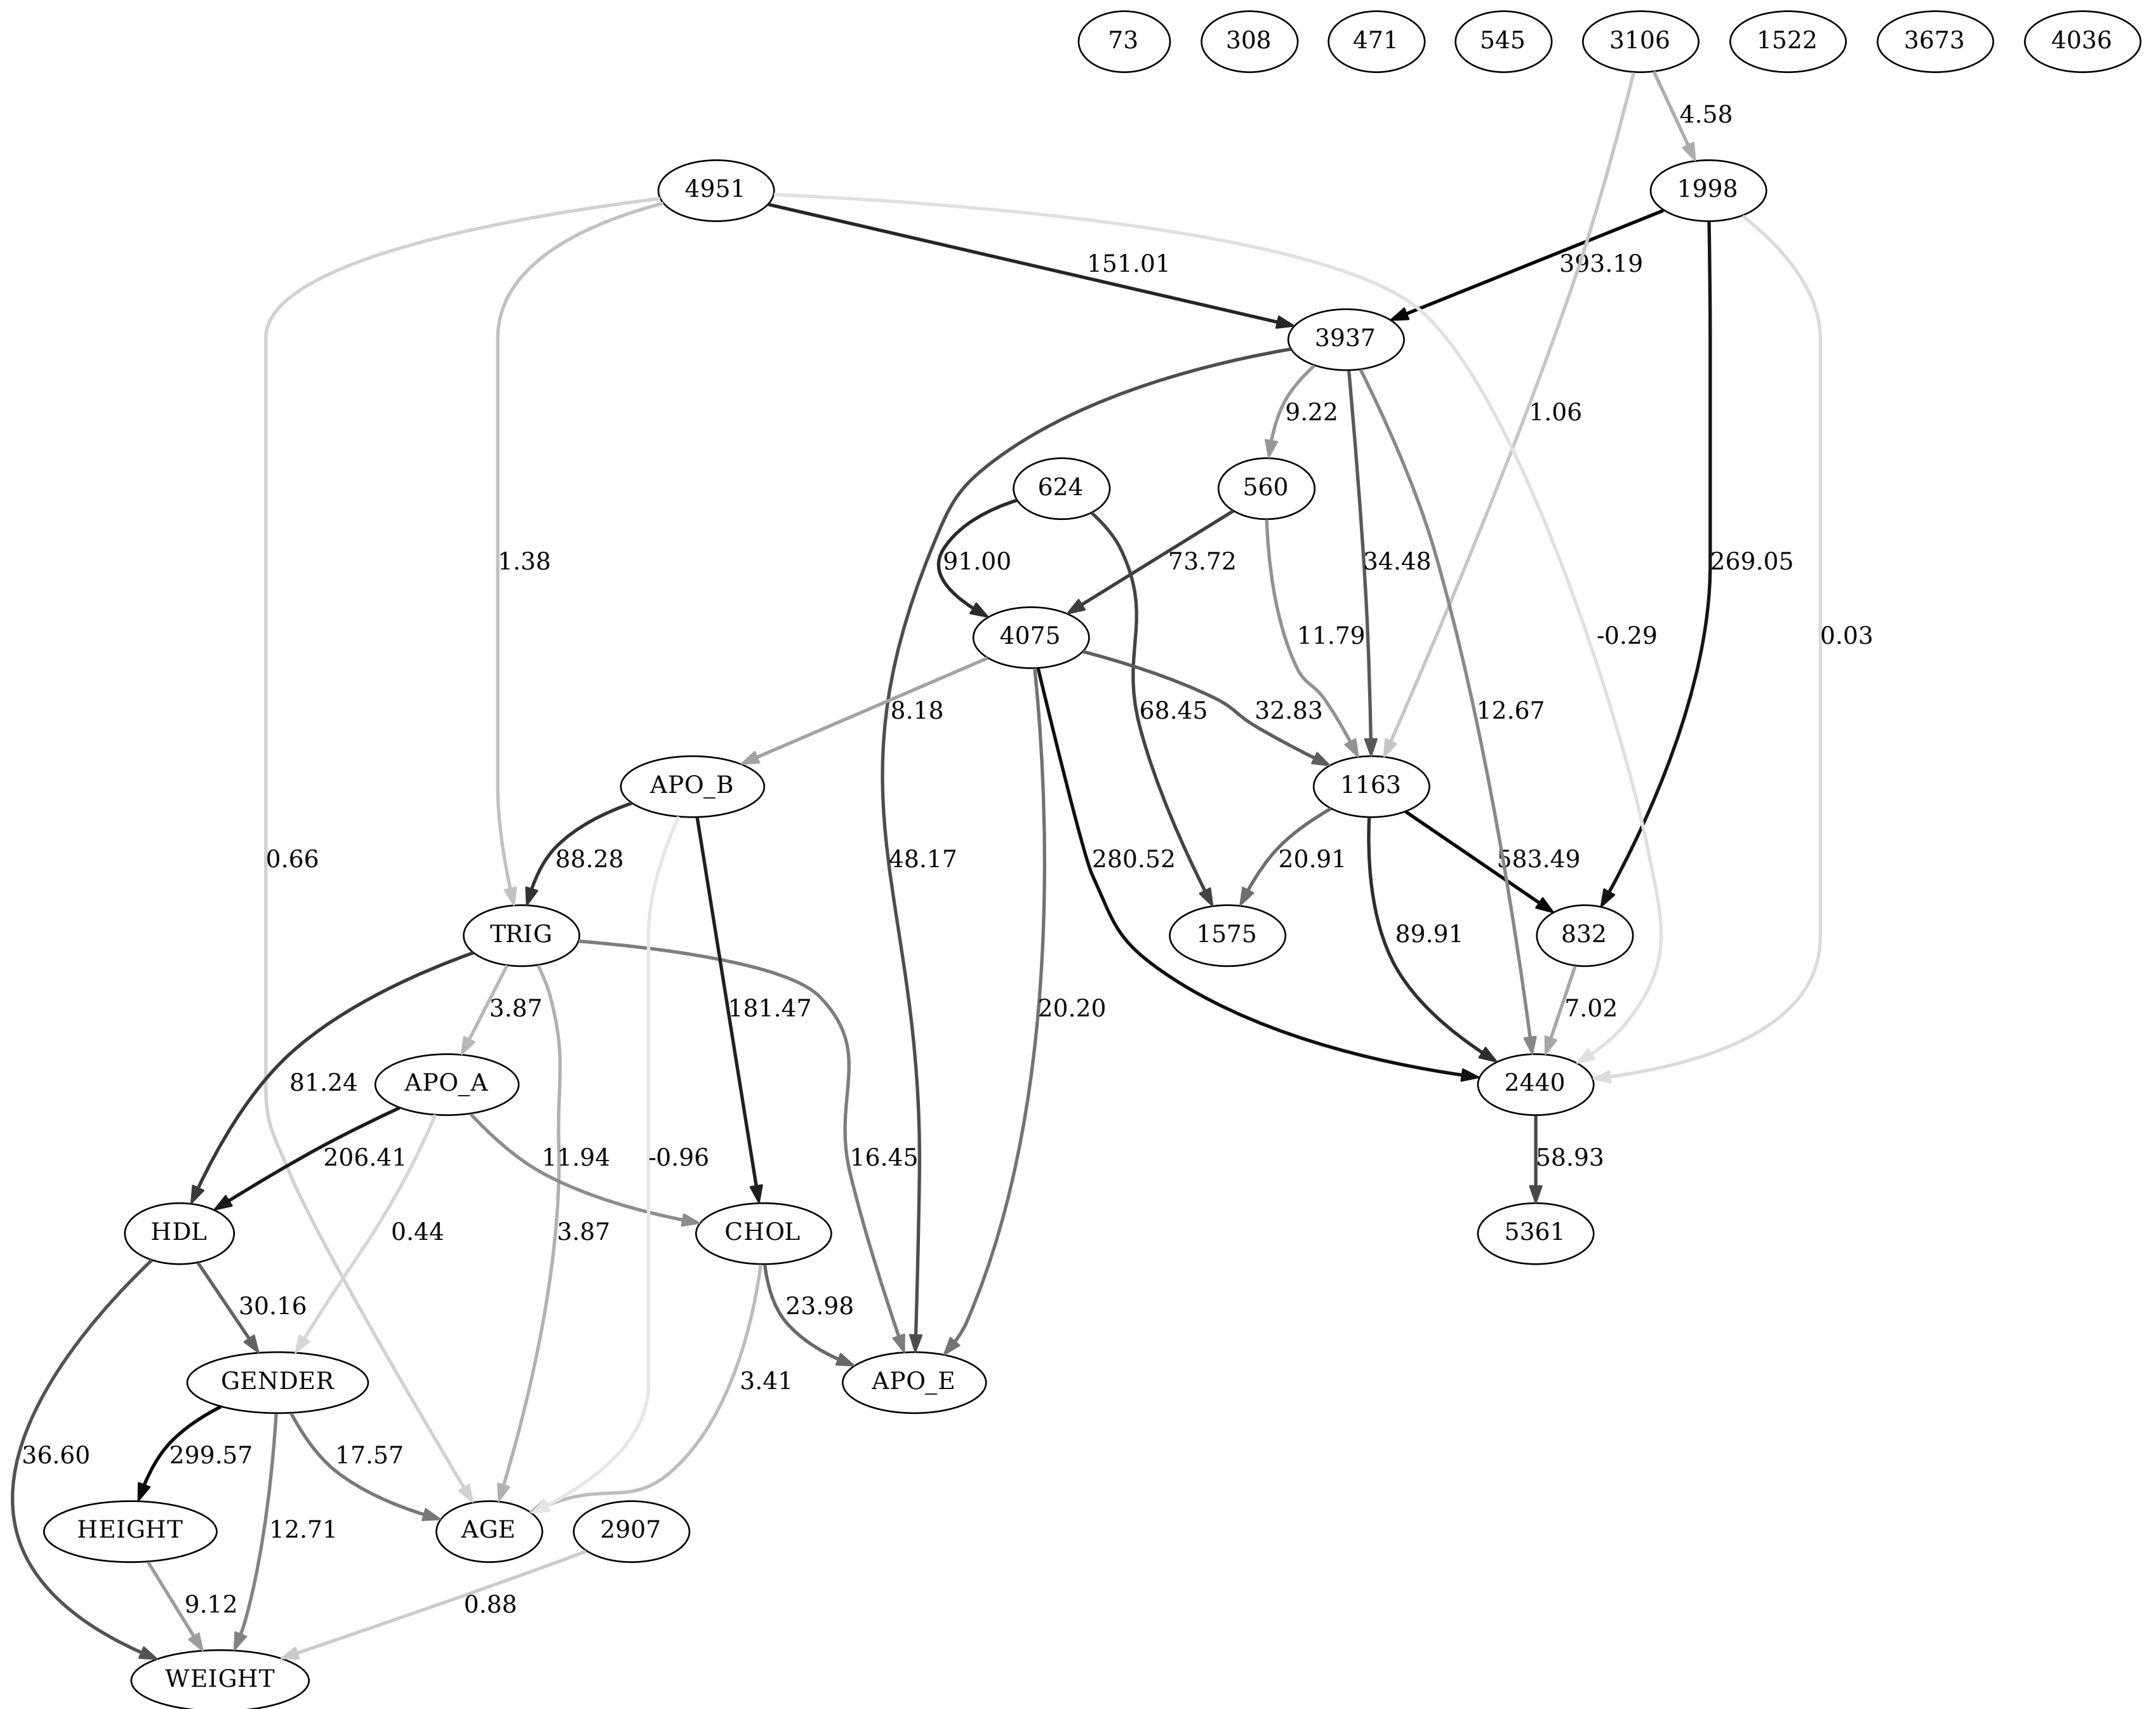 73 308 471 545 3106 1522 3673 4036
4.58
4951 1998
151.01 393.19
3937
9.22 1.06
624 560
1.38 91.00 73.72 34.48 269.05
4075 11.79 -0.29 0.03
8.18 68.45 32.83 12.67
APO_B 1163
0.66 88.28 48.17 280.52 20.91 583.49
TRIG 1575 89.91 832
3.87 181.47 20.20 7.02
81.24 APO_A 2440
206.41 11.94 -0.96 16.45 58.93
HDL 0.44 3.87 CHOL 5361
30.16 23.98
GENDER 3.41 APO_E
36.60 299.57 17.57
HEIGHT 12.71 AGE 2907
9.12 0.88
WEIGHT